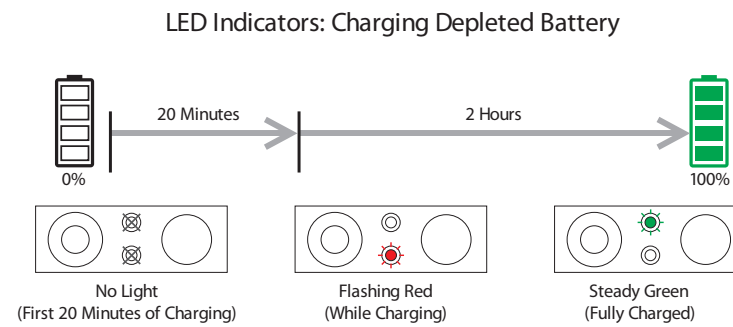 LED Indicators: Charging Depleted Battery
20 Minutes
2 Hours
0%
100%
No Light
(First 20 Minutes of Charging)
Flashing Red
(While Charging)
Steady Green
(Fully Charged)